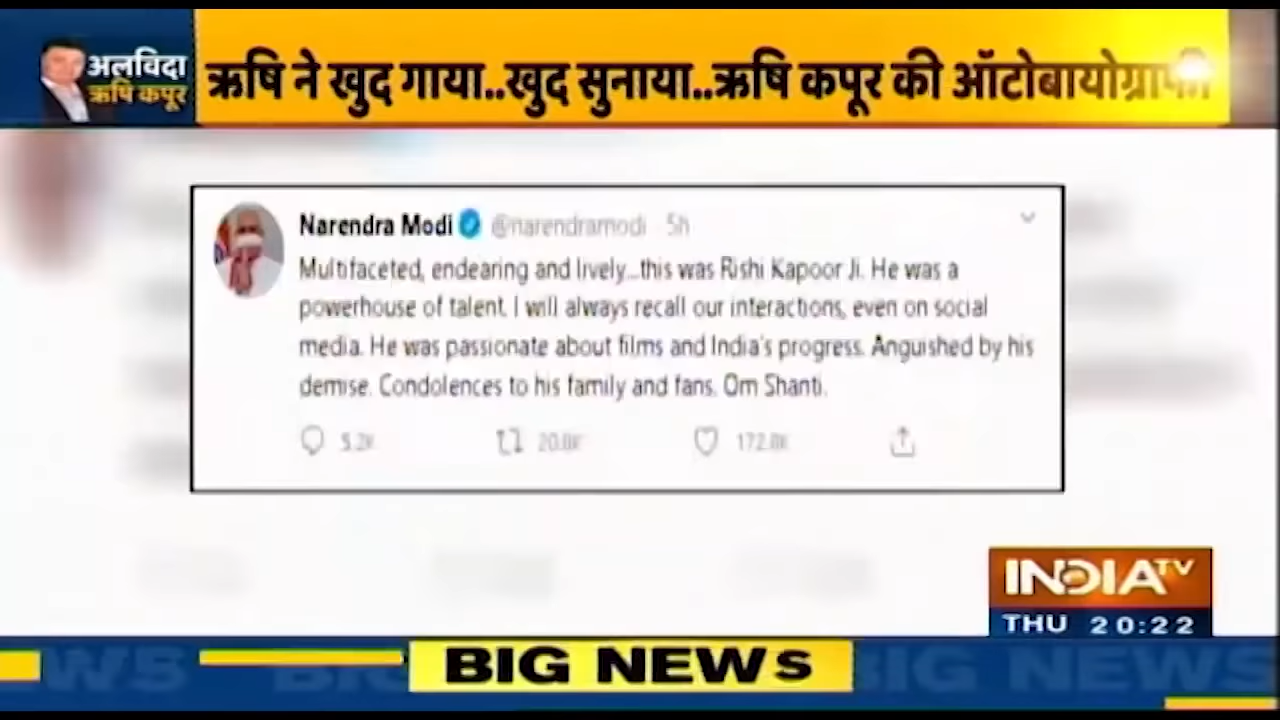 अलविदा
ऋषि कपूर
ऋषि ने खुद गाया..खुद सुनाया..ऋषि कपूर की ऑटोबायोग्राफी
Narendra Modi @narendramodi 5h
Multifaceted, endearing and lively...this was Rishi Kapoor Ji. He was a
powerhouse of talent. I will always recall our interactions, even on social
media. He was passionate about films and India's progress. Anguished by his
demise. Condolences to his family and fans. Om Shanti.
5.2K 20.8K 172.8K
INDIA TV
THU 20:22
BIG NEWS